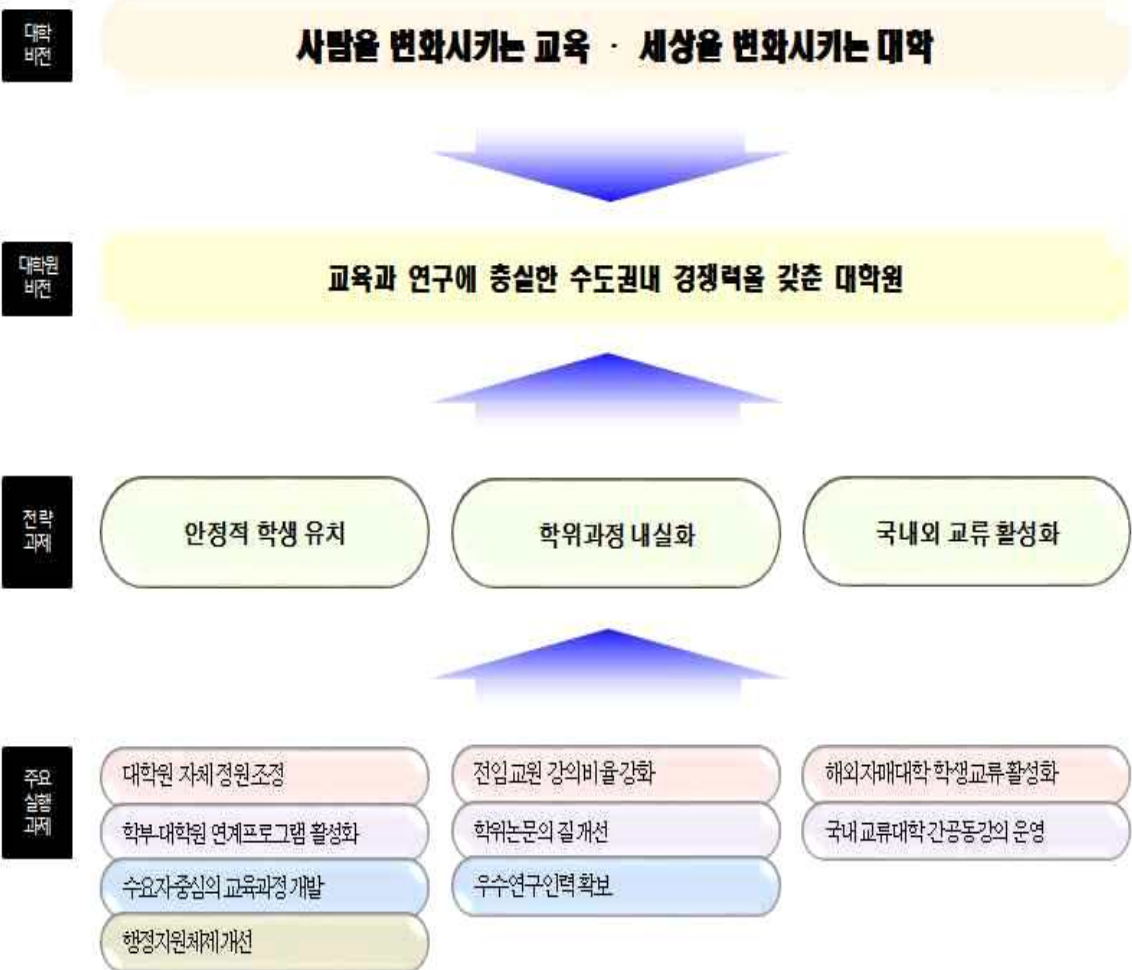 대학
비전
사람을 변화시키는 교육 · 세상을 변화시키는 대학
대학원
비전
교육과 연구에 충실한 수도권내 경쟁력을 갖춘 대학원
전략
과제
안정적 학생 유치
학위과정 내실화
국내외 교류 활성화
주요
실행
과제
대학원 자체 정원조정
학부-대학원 연계프로그램 활성화
수요자중심의 교육과정 개발
행정지원체제 개선
전임교원 강의비율 강화
학위논문의 질 개선
우수연구인력 확보
해외자매대학 학생교류 활성화
국내 교류대학 간 공동강의 운영